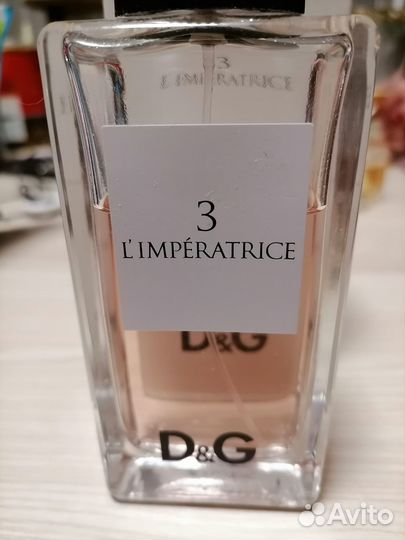 3
L'IMPÉRATRICE
3
L'IMPÉRATRICE
D&G
D&G
Avito